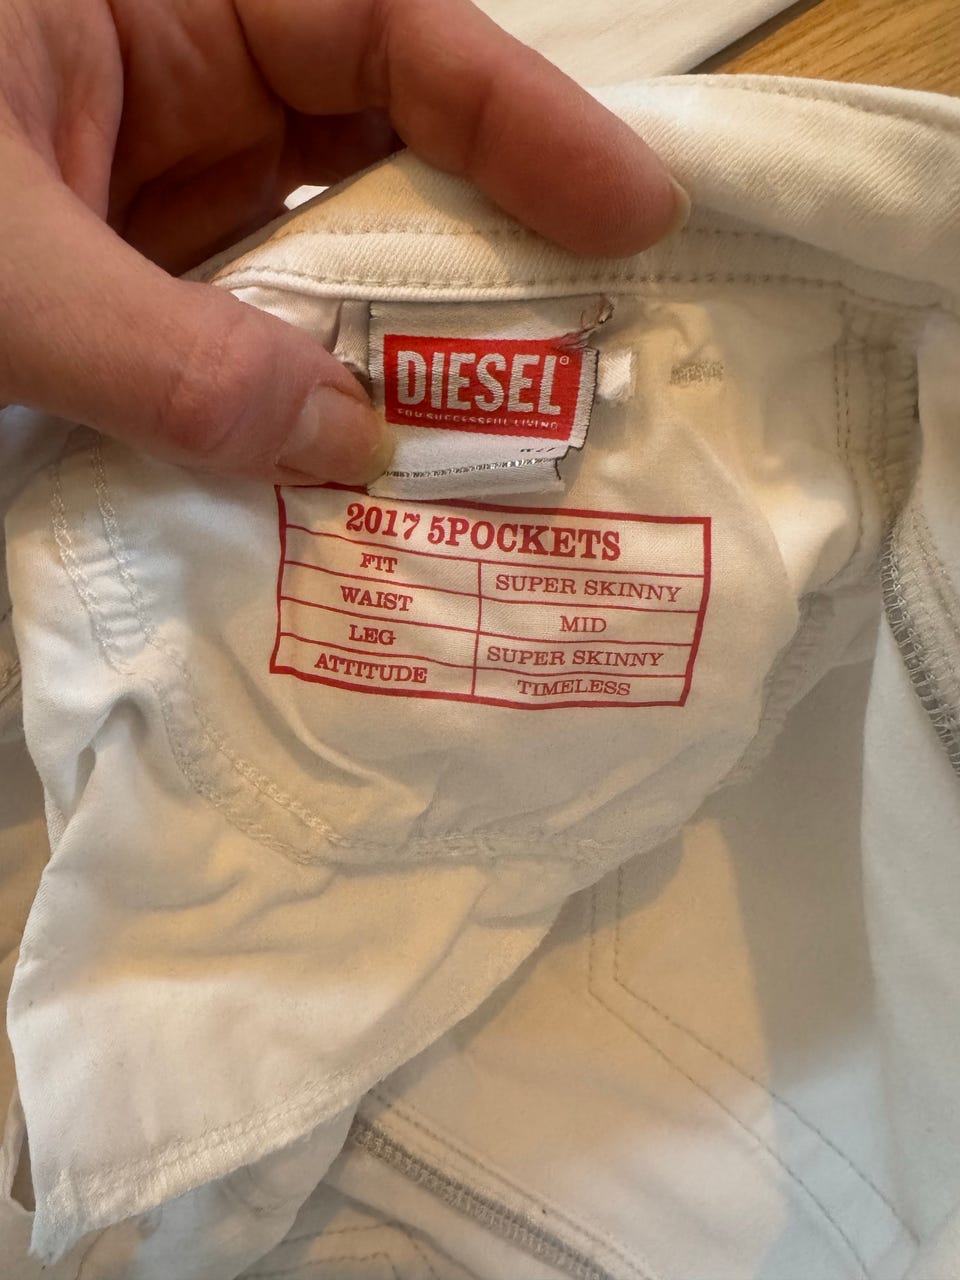 DIESEL®
FOR SUCCESSFUL LIVING
2017 5POCKETS
FIT SUPER SKINNY
WAIST MID
LEG SUPER SKINNY
ATTITUDE TIMELESS